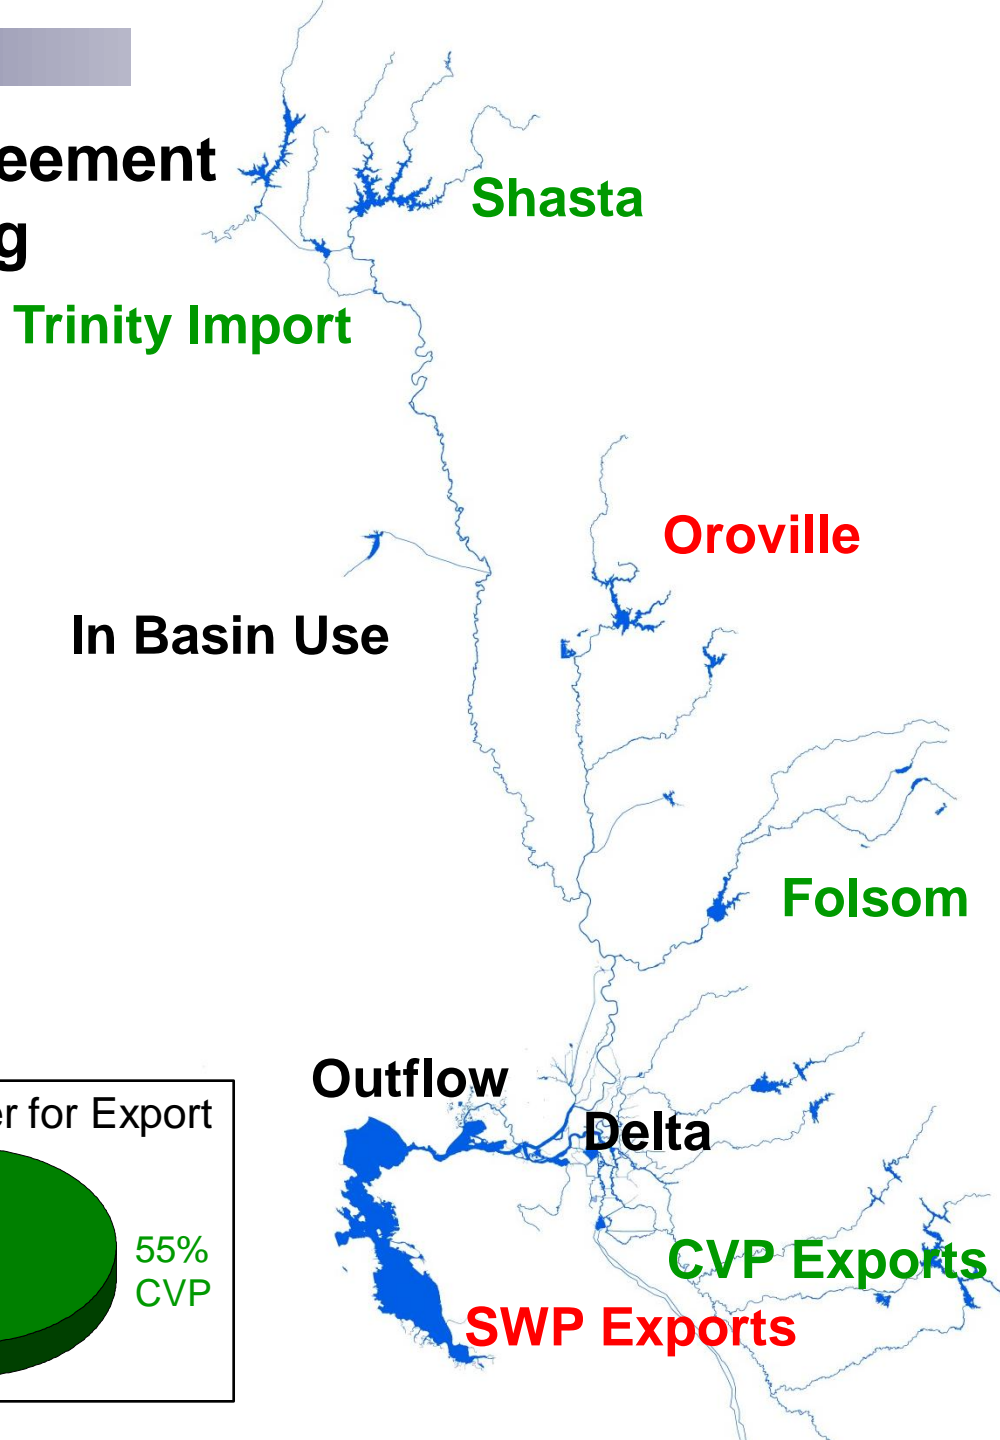 eement
g
Shasta
Trinity Import
Oroville
In Basin Use
Folsom
Outflow
Delta
er for Export
55%
CVP
CVP Exports
SWP Exports